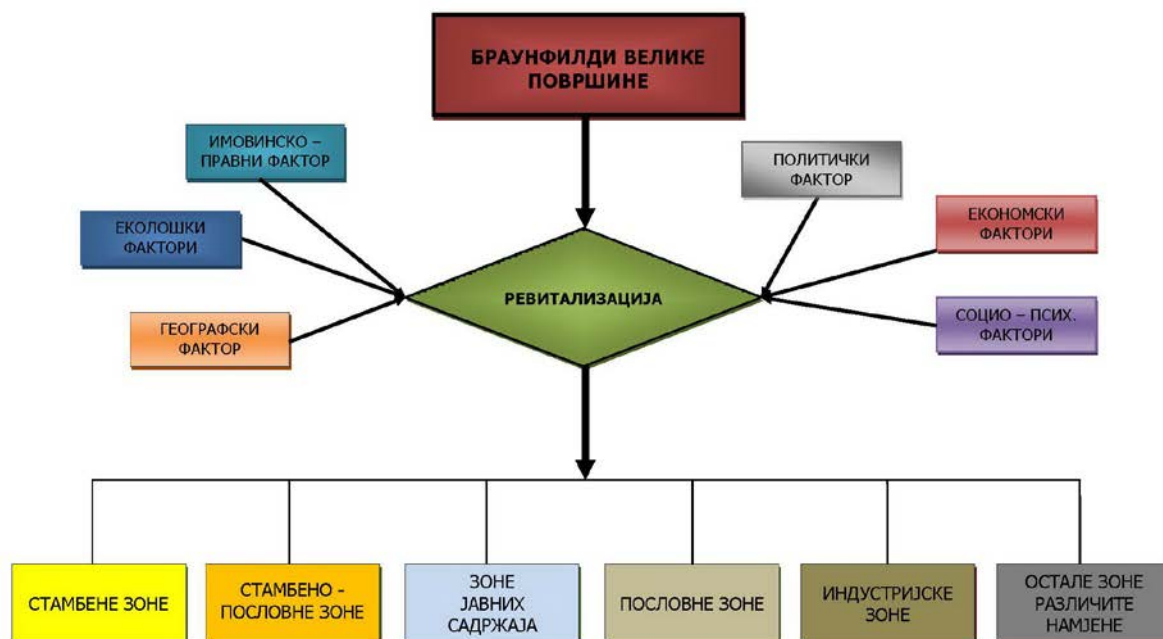 БРАУНФИЛДИ ВЕЛИКЕ
ПОВРШИНЕ
ИМОВИНСКО –
ПРАВНИ ФАКТОР
ПОЛИТИЧКИ
ФАКТОР
ЕКОЛОШКИ
ФАКТОРИ
ЕКОНОМСКИ
ФАКТОРИ
РЕВИТАЛИЗАЦИЈА
ГЕОГРАФСКИ
ФАКТОР
СОЦИО – ПСИХ.
ФАКТОРИ
СТАМБЕНЕ ЗОНЕ
СТАМБЕНО -
ПОСЛОВНЕ ЗОНЕ
ЗОНЕ
ЈАВНИХ
САДРЖАЈА
ПОСЛОВНЕ ЗОНЕ
ИНДУСТРИЈСКЕ
ЗОНЕ
ОСТАЛЕ ЗОНЕ
РАЗЛИЧИТЕ
НАМЈЕНЕ